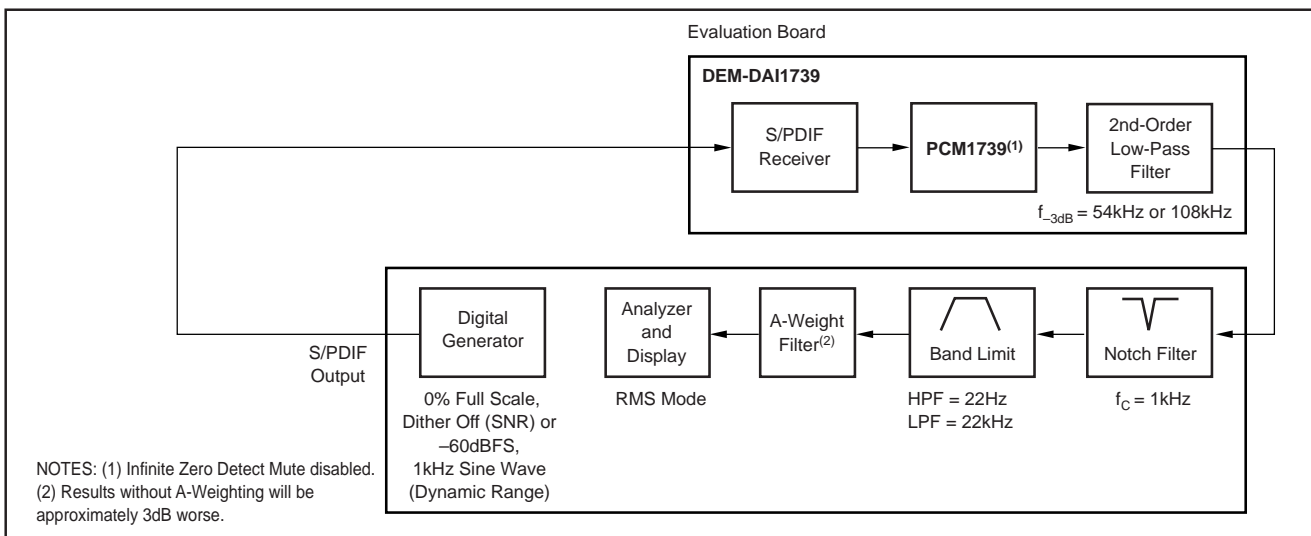 Evaluation Board
DEM-DAI1739
S/PDIF
Receiver
PCM1739(1)
2nd-Order
Low-Pass
Filter
f–3dB = 54kHz or 108kHz
S/PDIF
Output
Digital
Generator
0% Full Scale,
Dither Off (SNR) or
–60dBFS,
1kHz Sine Wave
(Dynamic Range)
Analyzer
and
Display
RMS Mode
A-Weight
Filter(2)
Band Limit
HPF = 22Hz
LPF = 22kHz
Notch Filter
fC = 1kHz
NOTES: (1) Infinite Zero Detect Mute disabled.
(2) Results without A-Weighting will be
approximately 3dB worse.